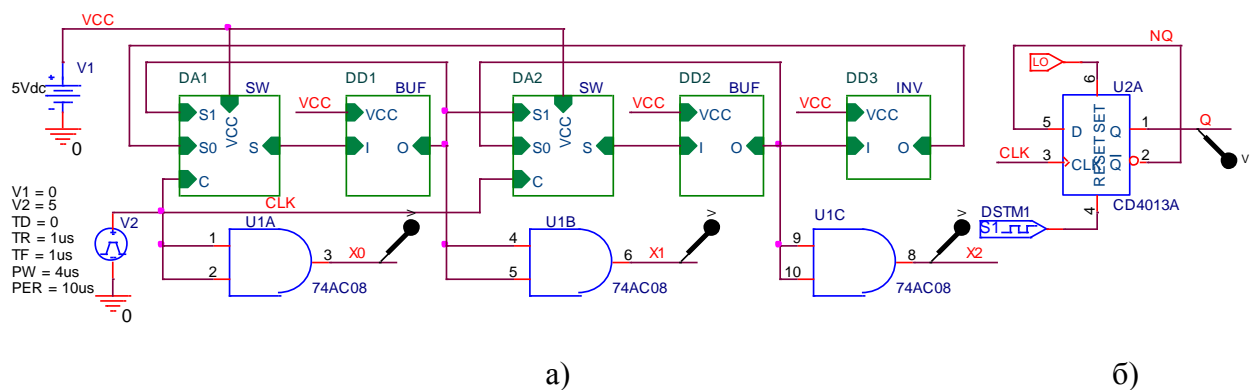 VCC
V1
5Vdc
0
DA1
SW
S1
S0
C
VCC
S
DD1
BUF
VCC
VCC
I
O
DA2
SW
S1
S0
C
VCC
S
DD2
BUF
VCC
VCC
I
O
DD3
INV
VCC
VCC
I
O
V1 = 0
V2 = 5
TD = 0
TR = 1us
TF = 1us
PW = 4us
PER = 10us
V2
0
CLK
U1A
1
2
3
X0
V
74AC08
U1B
4
5
6
X1
V
74AC08
U1C
9
10
8
X2
V
74AC08
NQ
LO
6
U2A
5
D
SET
Q
1
Q
CLK
3
CLK
RESET
Q
2
V
4
CD4013A
DSTM1
S1
а)
б)